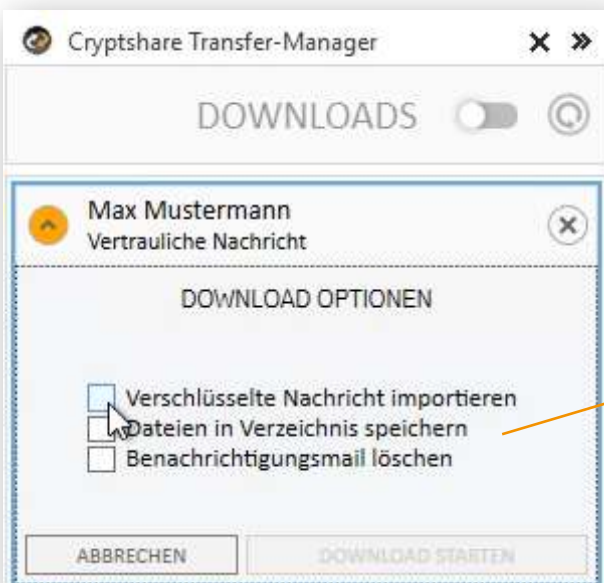 Cryptshare Transfer-Manager
DOWNLOADS
Max Mustermann
Vertrauliche Nachricht
DOWNLOAD OPTIONEN
Verschlüsselte Nachricht importieren
Dateien in Verzeichnis speichern
Benachrichtigungsmail löschen
ABBRECHEN
DOWNLOAD STARTEN